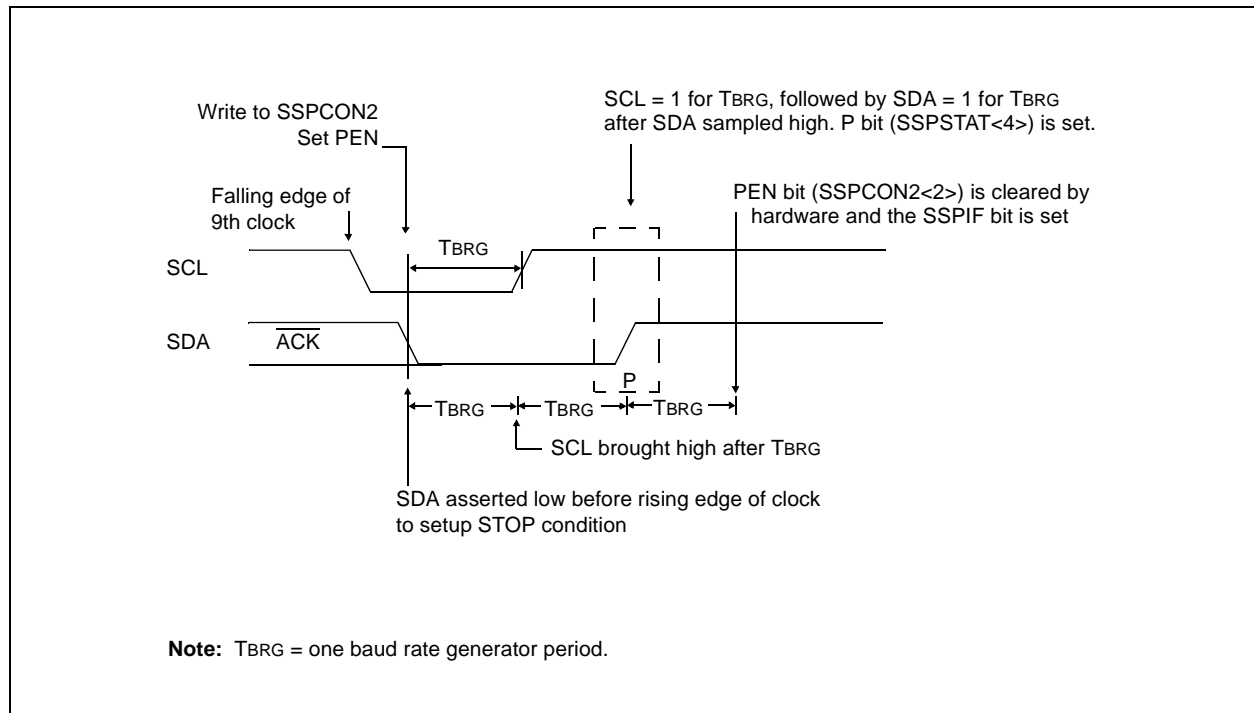 SCL = 1 for TBRG, followed by SDA = 1 for TBRG
after SDA sampled high. P bit (SSPSTAT<4>) is set.
Write to SSPCON2
Set PEN
PEN bit (SSPCON2<2>) is cleared by
hardware and the SSPIF bit is set
Falling edge of
9th clock
TBRG
SCL
SDA
ACK
P
TBRG
TBRG
TBRG
SCL brought high after TBRG
SDA asserted low before rising edge of clock
to setup STOP condition
Note: TBRG = one baud rate generator period.